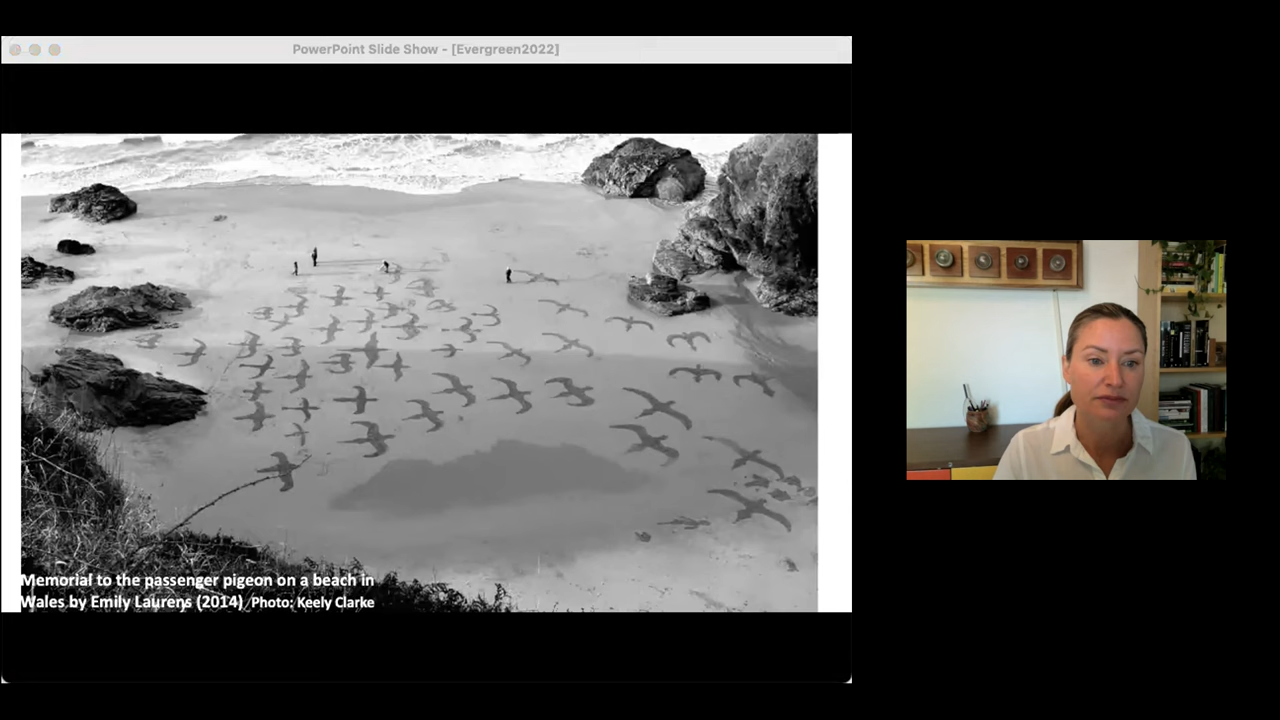 PowerPoint Slide Show - [Evergreen2022]
Memorial to the passenger pigeon on a beach in
Wales by Emily Laurens (2014) Photo: Keely Clarke